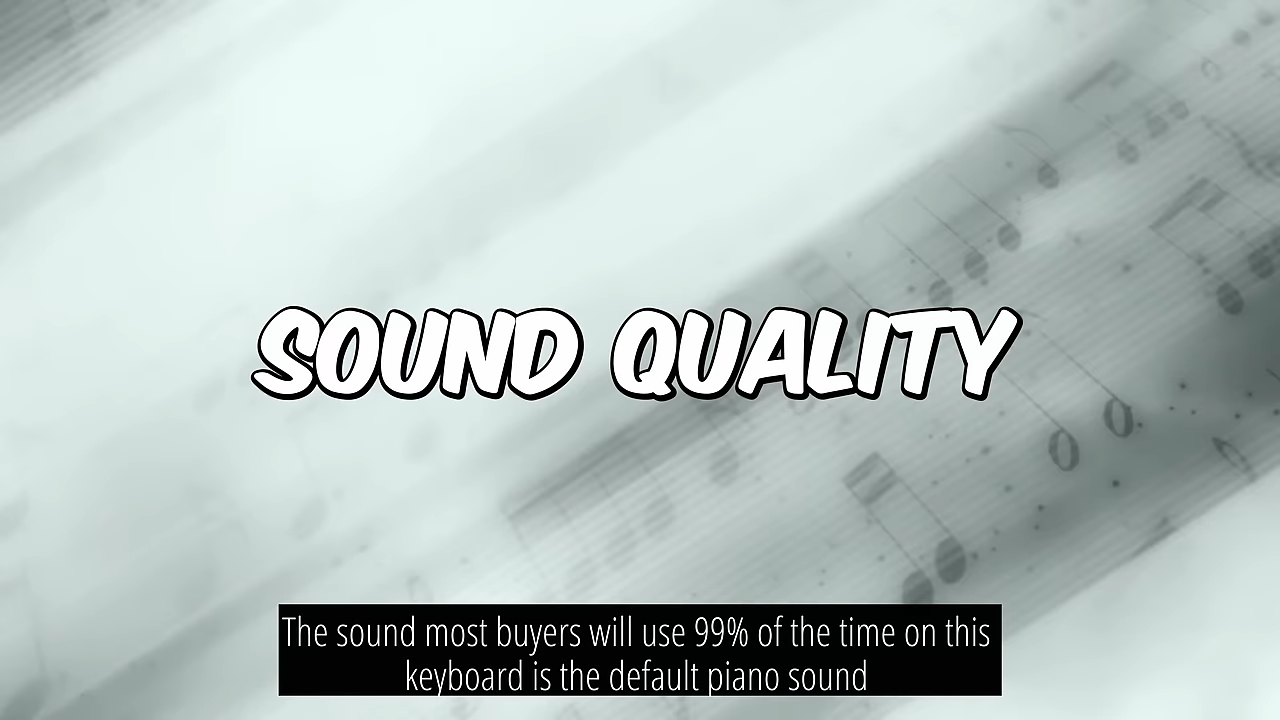 SOUND QUALITY
The sound most buyers will use 99% of the time on this
keyboard is the default piano sound